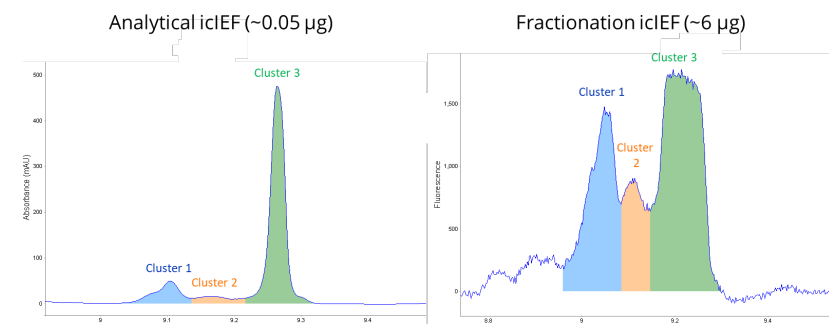 Analytical icIEF (~0.05 µg)
Absorbance (mAU)
500
400
300
200
100
0
Cluster 3
Cluster 1
Cluster 2
9
9.1
9.2
9.3
9.4
Fractionation icIEF (~6 µg)
Fluorescence
1,500
1,000
500
0
Cluster 3
Cluster 1
Cluster
2
8.8
9
9.2
9.4